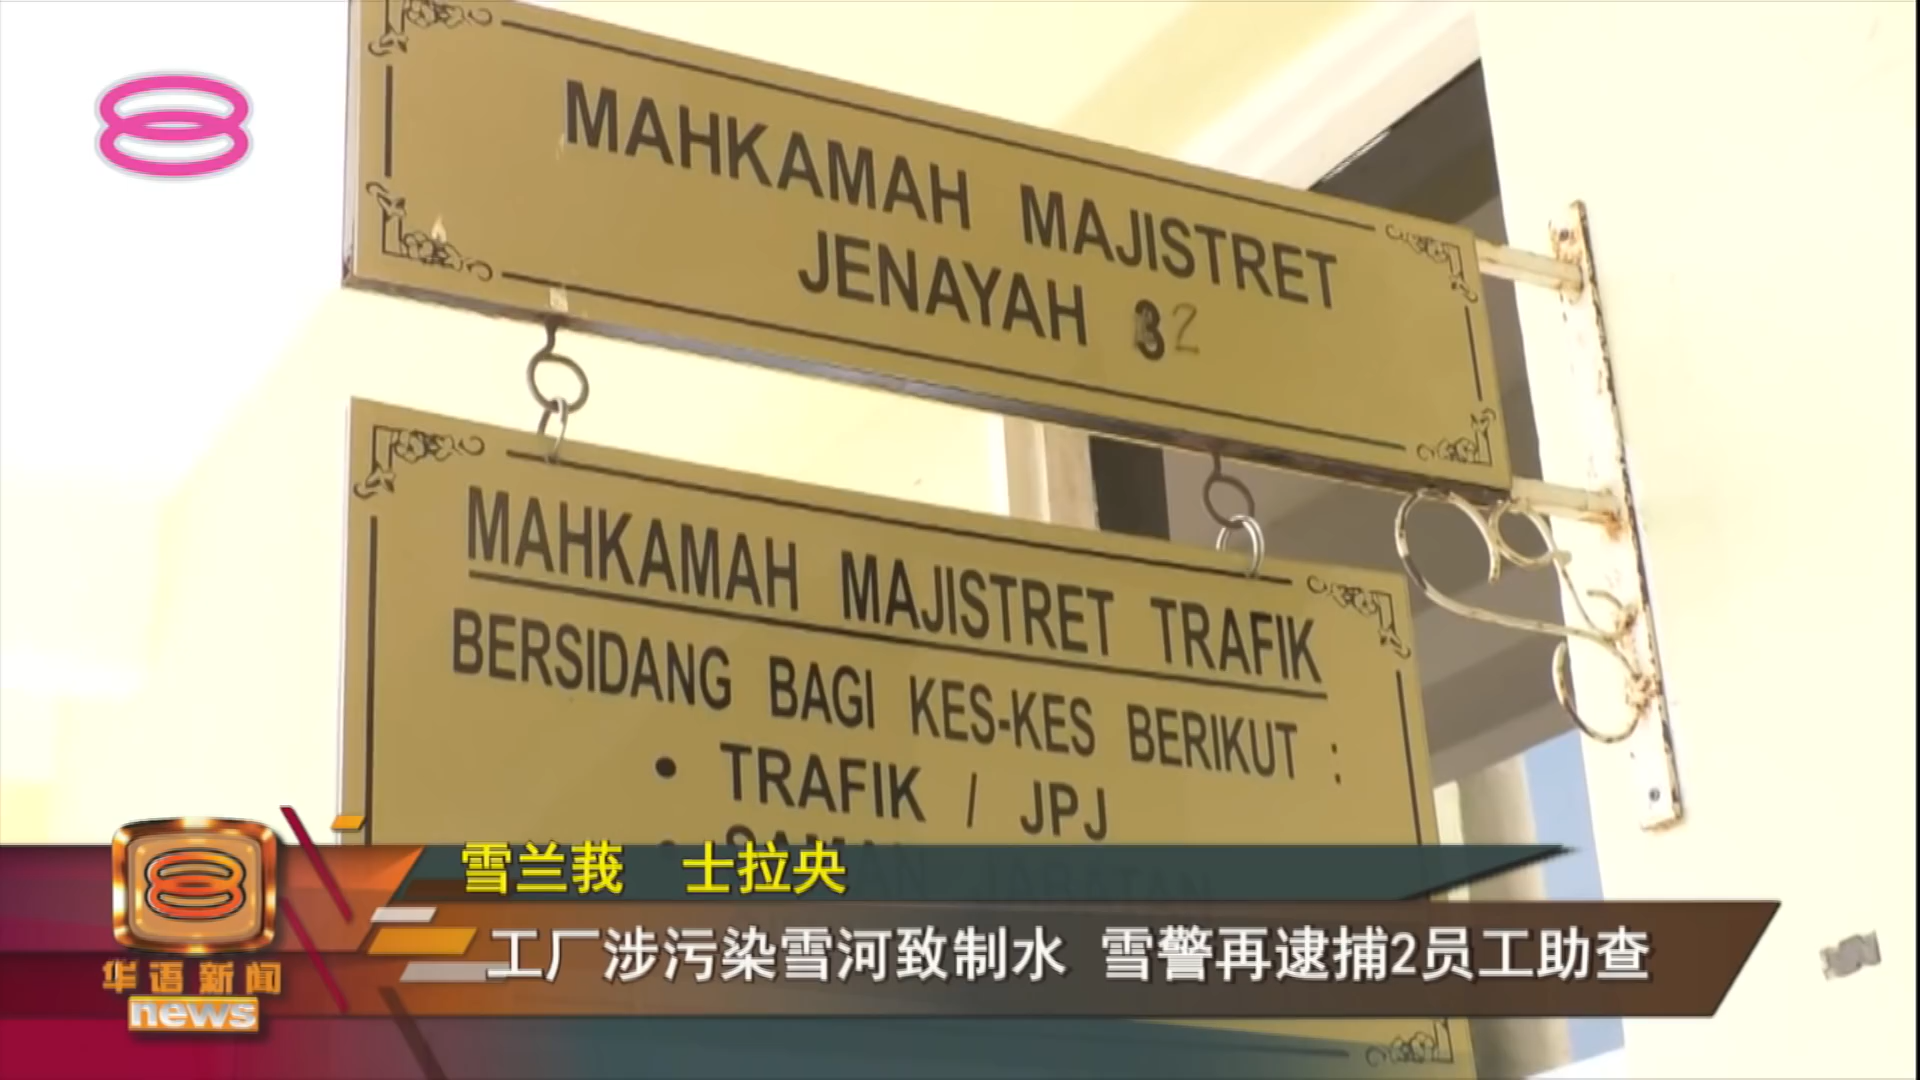 MAHKAMAH MAJISTRET
JENAYAH 32
MAHKAMAH MAJISTRET TRAFIK
BERSIDANG BAGI KES-KES BERIKUT :
• TRAFIK / JPJ
• SAMAN JABATAN
雪兰莪 士拉央
工厂涉污染雪河致制水 雪警再逮捕2员工助查
华语新闻
news